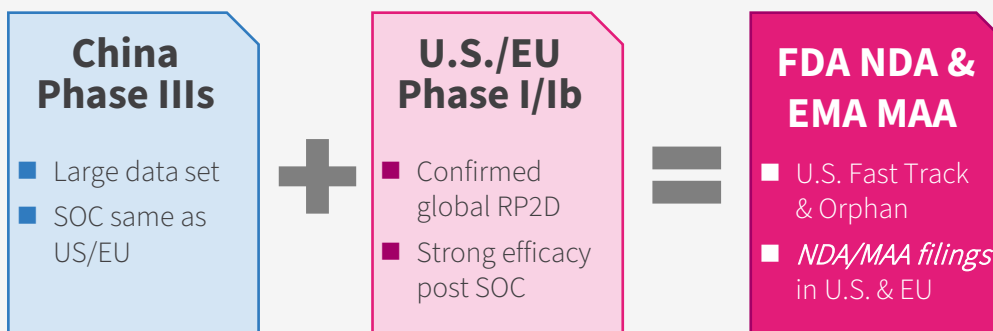 China
Phase IIIs
Large data set
SOC same as
US/EU
U.S./EU
Phase I/Ib
Confirmed
global RP2D
Strong efficacy
post SOC
FDA NDA &
EMA MAA
U.S. Fast Track
& Orphan
NDA/MAA filings
in U.S. & EU